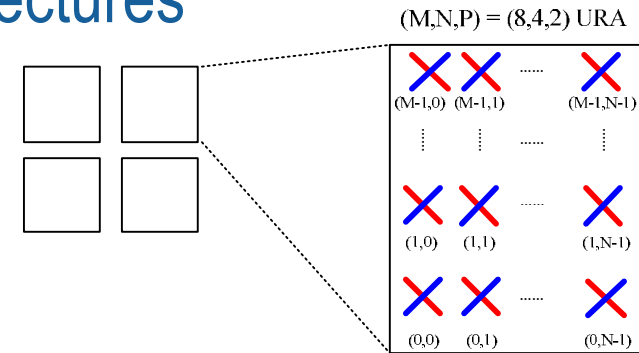 (M,N,P) = (8,4,2) URA
(M-1,0) (M-1,1) ...... (M-1,N-1)
......
(1,0) (1,1) ...... (1,N-1)
......
(0,0) (0,1) ...... (0,N-1)